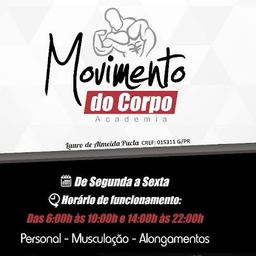 Movimento
do Corpo
Academia
Lauro de Almeida Pucla CREF: 015311 G/PR
De Segunda a Sexta
Horário de funcionamento:
Das 6:00h às 10:00h e 14:00h às 22:00h
Personal - Musculação - Alongamentos